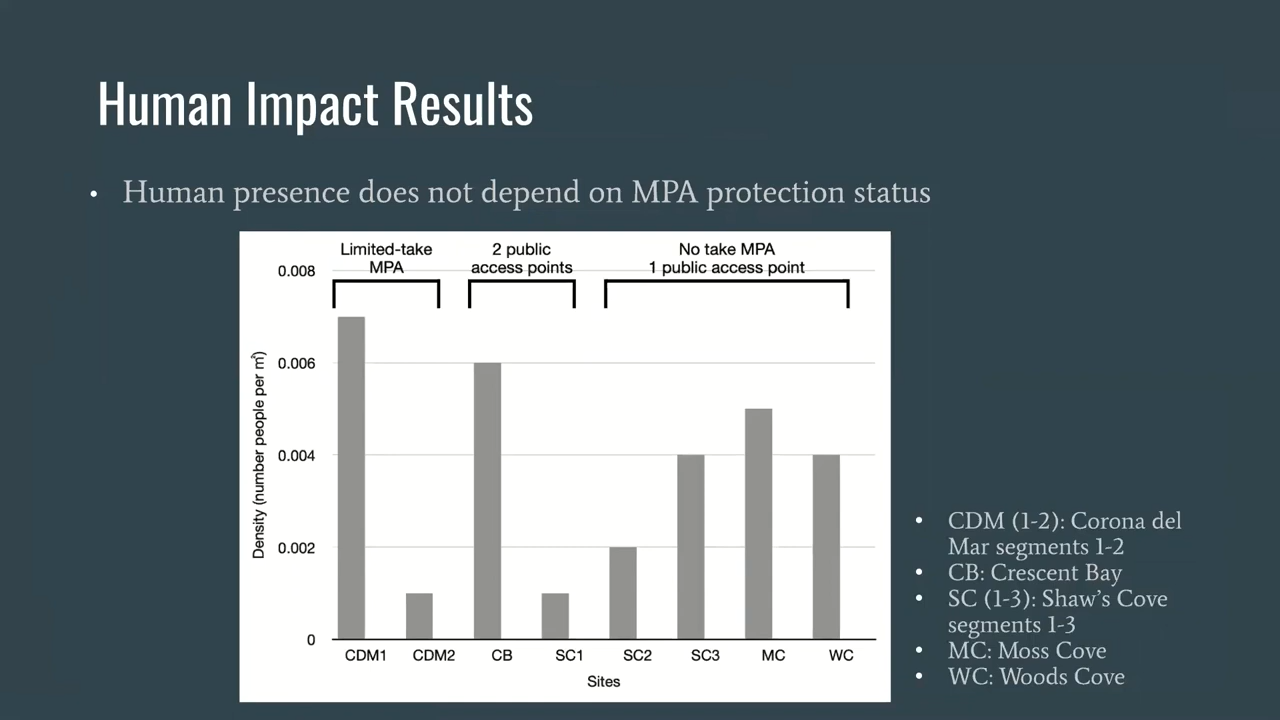 Human Impact Results
• Human presence does not depend on MPA protection status
Limited-take
MPA
2 public
access points
No take MPA
1 public access point
0.008
0.006
0.004
0.002
0
Density (number people per m²)
CDM1 CDM2 CB SC1 SC2 SC3 MC WC
Sites
• CDM (1-2): Corona del
Mar segments 1-2
• CB: Crescent Bay
• SC (1-3): Shaw's Cove
segments 1-3
• MC: Moss Cove
• WC: Woods Cove